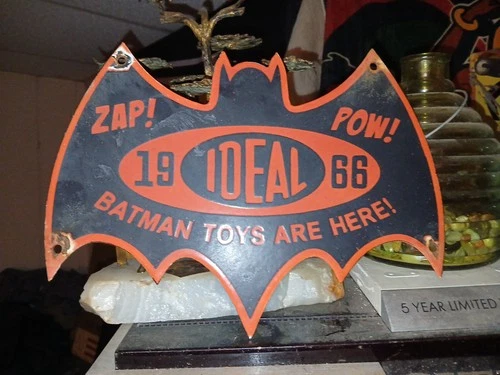 ZAP!
POW!
19 IDEAL 66
BATMAN TOYS ARE HERE!
5 YEAR LIMITED